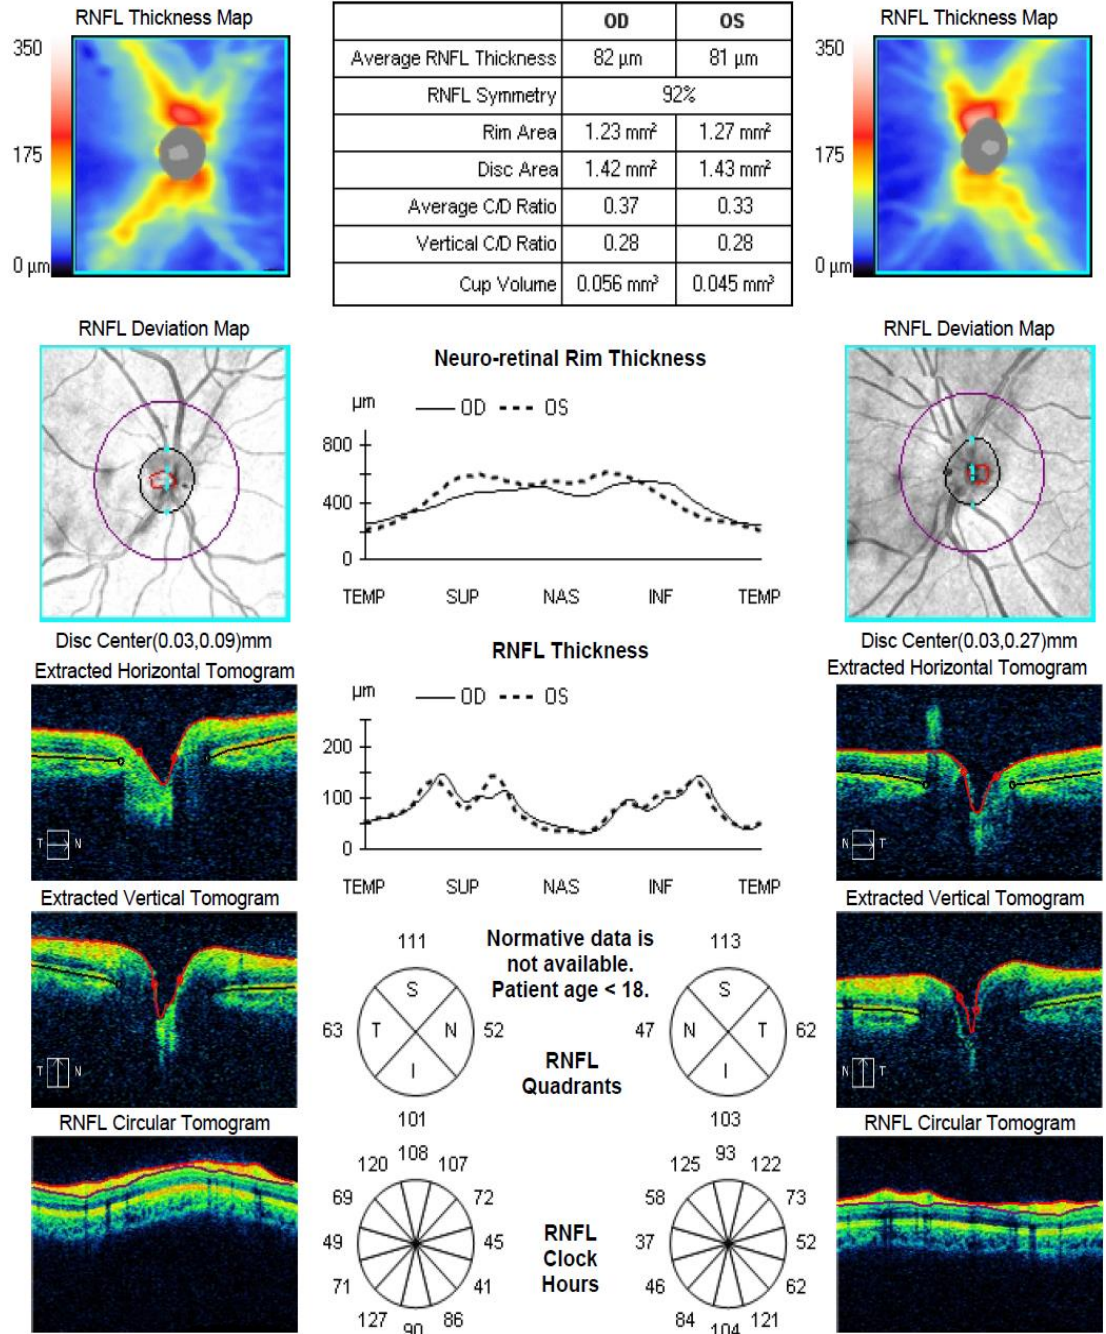 RNFL Thickness Map
350
175
0 µm
OD OS
Average RNFL Thickness 82 µm 81 µm
RNFL Symmetry 92%
Rim Area 1.23 mm² 1.27 mm²
Disc Area 1.42 mm² 1.43 mm²
Average C/D Ratio 0.37 0.33
Vertical C/D Ratio 0.28 0.28
Cup Volume 0.056 mm³ 0.045 mm³
RNFL Thickness Map
350
175
0 µm
RNFL Deviation Map
Disc Center(0.03,0.09)mm
Neuro-retinal Rim Thickness
µm OD OS
800
400
0
TEMP SUP NAS INF TEMP
RNFL Deviation Map
Disc Center(0.03,0.27)mm
Extracted Horizontal Tomogram
T N
RNFL Thickness
µm OD OS
200
100
0
TEMP SUP NAS INF TEMP
Extracted Horizontal Tomogram
N T
Extracted Vertical Tomogram
T N
Extracted Vertical Tomogram
N T
111
S
63 T N 52
I
101
Normative data is
not available.
Patient age < 18.
RNFL
Quadrants
113
S
47 N T 62
I
103
RNFL Circular Tomogram
108
120 107
69 72
49 45
71 41
127 86
90
RNFL
Clock
Hours
93
125 122
58 73
37 52
46 62
84 121
104
RNFL Circular Tomogram